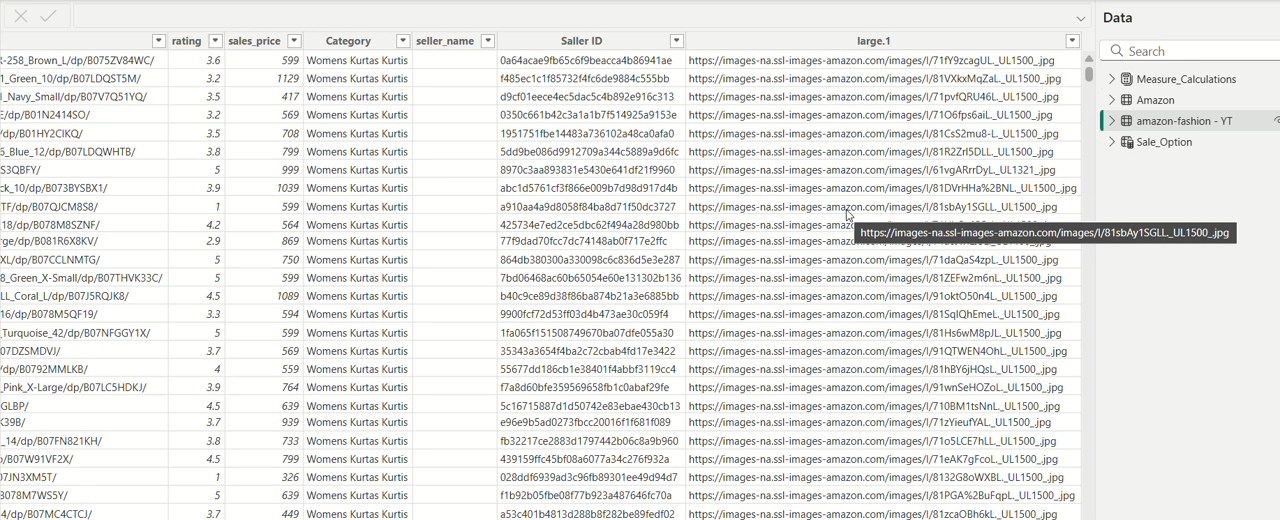 Data
rating sales_price Category seller_name Saller ID large.1
Search
R-258_Brown_L/dp/B075ZV84WC/ 3.6 599 Womens Kurtas Kurtis 0a64acae9fb65c6f9beacca4b86941ae https://images-na.ssl-images-amazon.com/images/I/71fY9zcagUL._UL1500_.jpg
1_Green_10/dp/B07LDQST5M/ 3.2 1129 Womens Kurtas Kurtis f485ec1c1f85732f4fc6de9884c555bb https://images-na.ssl-images-amazon.com/images/I/81VXkxMqZaL._UL1500_.jpg
Measure_Calculations
_Navy_Small/dp/B07V7Q51YQ/ 3.5 417 Womens Kurtas Kurtis d9cf01eece4ec5dac5c4b892e916c313 https://images-na.ssl-images-amazon.com/images/I/71pvfQRU46L._UL1500_.jpg
Amazon
E/dp/B01N2414SO/ 3.2 569 Womens Kurtas Kurtis 0350c661b42c3a1a1b7f514925a9153e https://images-na.ssl-images-amazon.com/images/I/71O6fps6aiL._UL1500_.jpg
amazon-fashion - YT
/dp/B01HY2CIKQ/ 3.5 708 Womens Kurtas Kurtis 1951751fbe14483a736102a48ca0afa0 https://images-na.ssl-images-amazon.com/images/I/81CsS2mu8-L._UL1500_.jpg
Sale_Option
6_Blue_12/dp/B07LDQWHTB/ 3.8 799 Womens Kurtas Kurtis 5dd9be086d9912709a344c5889a9d6fc https://images-na.ssl-images-amazon.com/images/I/81R2ZrI5DLL._UL1500_.jpg
S3QBFY/ 5 999 Womens Kurtas Kurtis 8970c3aa893831e5430e641df21f9960 https://images-na.ssl-images-amazon.com/images/I/61vgARrrDyL._UL1321_.jpg
ck_10/dp/B073BYSBX1/ 3.9 1039 Womens Kurtas Kurtis abc1d5761cf3f866e009b7d98d917d4b https://images-na.ssl-images-amazon.com/images/I/81DVrHHa%2BNL._UL1500_.jpg
TF/dp/B07QJCM8S8/ 1 599 Womens Kurtas Kurtis a910aa4a9d8058f84ba8d71f50dc3727 https://images-na.ssl-images-amazon.com/images/I/81sbAy1SGLL._UL1500_.jpg
_18/dp/B078M8SZNF/ 4.2 564 Womens Kurtas Kurtis 425734e7ed2ce5dbc62f494a28d980bb
https://images-na.ssl-images-amazon.com/images/I/81sbAy1SGLL._UL1500_.jpg
rge/dp/B081R6X8KV/ 2.9 869 Womens Kurtas Kurtis 77f9dad70fcc7dc74148ab0f717e2ffc
XL/dp/B07CCLNMTG/ 5 750 Womens Kurtas Kurtis 864db380300a330098c6c836d5e3e287 https://images-na.ssl-images-amazon.com/images/I/71daQaS4zpL._UL1500_.jpg
8_Green_X-Small/dp/B07THVK33C/ 5 599 Womens Kurtas Kurtis 7bd06468ac60b65054e60e131302b136 https://images-na.ssl-images-amazon.com/images/I/81ZEFw2m6nL._UL1500_.jpg
LL_Coral_L/dp/B07J5RQJK8/ 4.5 1089 Womens Kurtas Kurtis b40c9ce89d38f86ba874b21a3e6885bb https://images-na.ssl-images-amazon.com/images/I/91oktO50n4L._UL1500_.jpg
16/dp/B078M5QF19/ 3.3 594 Womens Kurtas Kurtis 9900fcf72d53ff03d4b473ae30c059f4 https://images-na.ssl-images-amazon.com/images/I/81SqIQhEmeL._UL1500_.jpg
_Turquoise_42/dp/B07NFGGY1X/ 5 599 Womens Kurtas Kurtis 1fa065f151508749670ba07dfe055a30 https://images-na.ssl-images-amazon.com/images/I/81Hs6wM8pJL._UL1500_.jpg
07DZSMDVJ/ 3.7 569 Womens Kurtas Kurtis 35343a3654f4ba2c72cbab4fd17e3422 https://images-na.ssl-images-amazon.com/images/I/91QTWEN4OhL._UL1500_.jpg
/dp/B0792MMLKB/ 4 559 Womens Kurtas Kurtis 55677dd186cb1e38401f4abbf3119cc4 https://images-na.ssl-images-amazon.com/images/I/81hBY6jHQsL._UL1500_.jpg
_Pink_X-Large/dp/B07LC5HDKJ/ 3.9 764 Womens Kurtas Kurtis f7a8d60bfe359569658fb1c0abaf29fe https://images-na.ssl-images-amazon.com/images/I/91wnSeHOZoL._UL1500_.jpg
GLBP/ 4.5 639 Womens Kurtas Kurtis 5c16715887d1d50742e83ebae430cb13 https://images-na.ssl-images-amazon.com/images/I/710BM1tsNnL._UL1500_.jpg
K39B/ 3.7 939 Womens Kurtas Kurtis e96e9b5ad0273fbcc20016f1f681f089 https://images-na.ssl-images-amazon.com/images/I/71zYieufYAL._UL1500_.jpg
_14/dp/B07FN821KH/ 3.8 733 Womens Kurtas Kurtis fb32217ce2883d1797442b06c8a9b960 https://images-na.ssl-images-amazon.com/images/I/71o5LCE7hLL._UL1500_.jpg
p/B07W91VF2X/ 4.5 799 Womens Kurtas Kurtis 439159ffc45bf08a6077a34c276f932a https://images-na.ssl-images-amazon.com/images/I/71eAK7gFcoL._UL1500_.jpg
07JN3XM5T/ 1 326 Womens Kurtas Kurtis 028ddf6939ad3c96fb89301ee49d94d7 https://images-na.ssl-images-amazon.com/images/I/8132G8oWXBL._UL1500_.jpg
B078M7WS5Y/ 5 639 Womens Kurtas Kurtis f1b92b05fbe08f77b923a487646fc70a https://images-na.ssl-images-amazon.com/images/I/81PGA%2BuFqpL._UL1500_.jpg
4/dp/B07MC4CTCJ/ 3.7 449 Womens Kurtas Kurtis a53c401b4813d288b8f282be89fedf02 https://images-na.ssl-images-amazon.com/images/I/81zcaOBh6kL._UL1500_.jpg